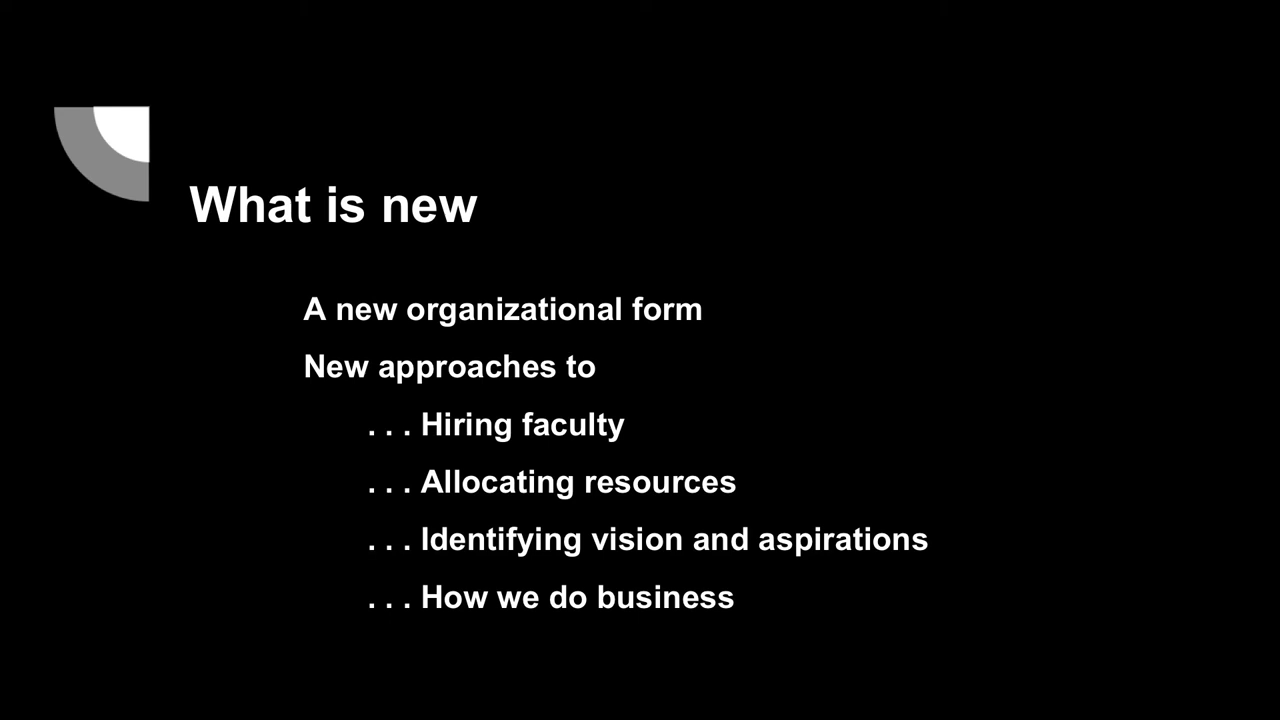 What is new
A new organizational form
New approaches to
. . . Hiring faculty
. . . Allocating resources
. . . Identifying vision and aspirations
. . . How we do business